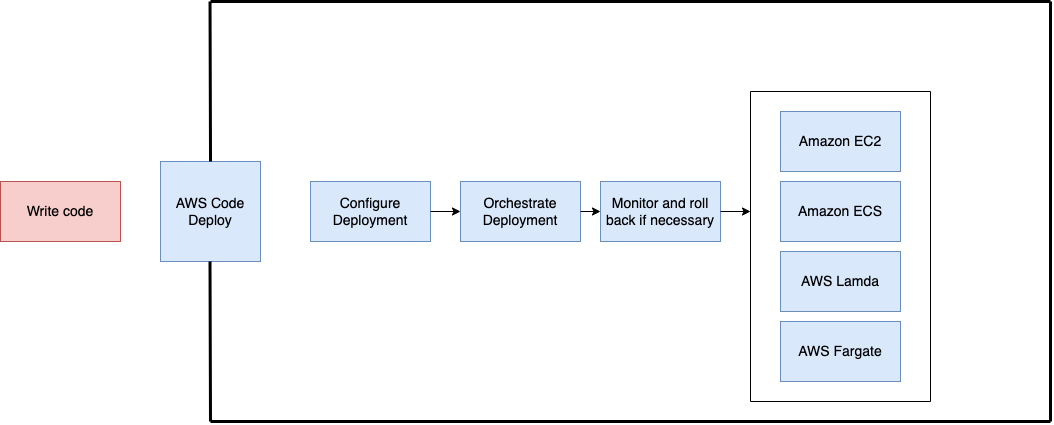 Write code
AWS Code
Deploy
Configure
Deployment
Orchestrate
Deployment
Monitor and roll
back if necessary
Amazon EC2
Amazon ECS
AWS Lamda
AWS Fargate